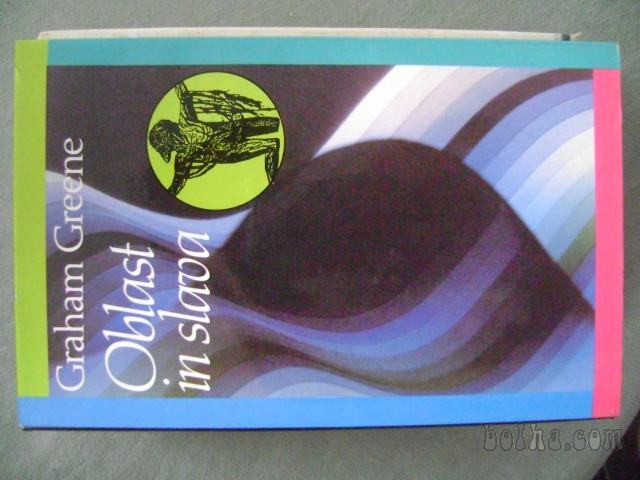 Graham Greene
Oblast
in slava
bolha.com